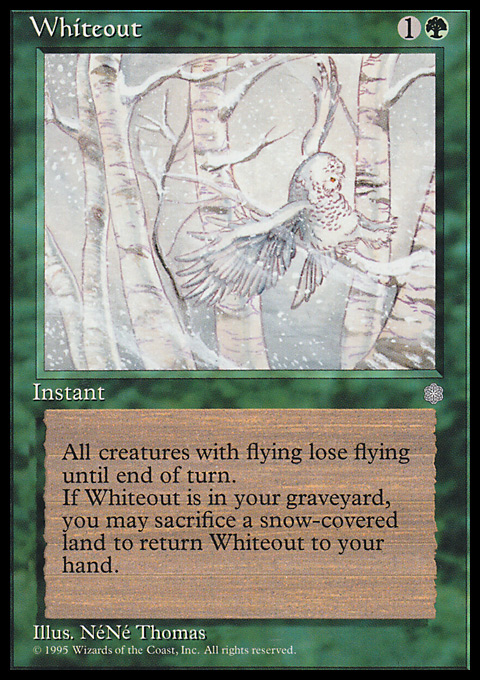 Whiteout 1
Instant
All creatures with flying lose flying
until end of turn.
If Whiteout is in your graveyard,
you may sacrifice a snow-covered
land to return Whiteout to your
hand.
Illus. NéNé Thomas
© 1995 Wizards of the Coast, Inc. All rights reserved.